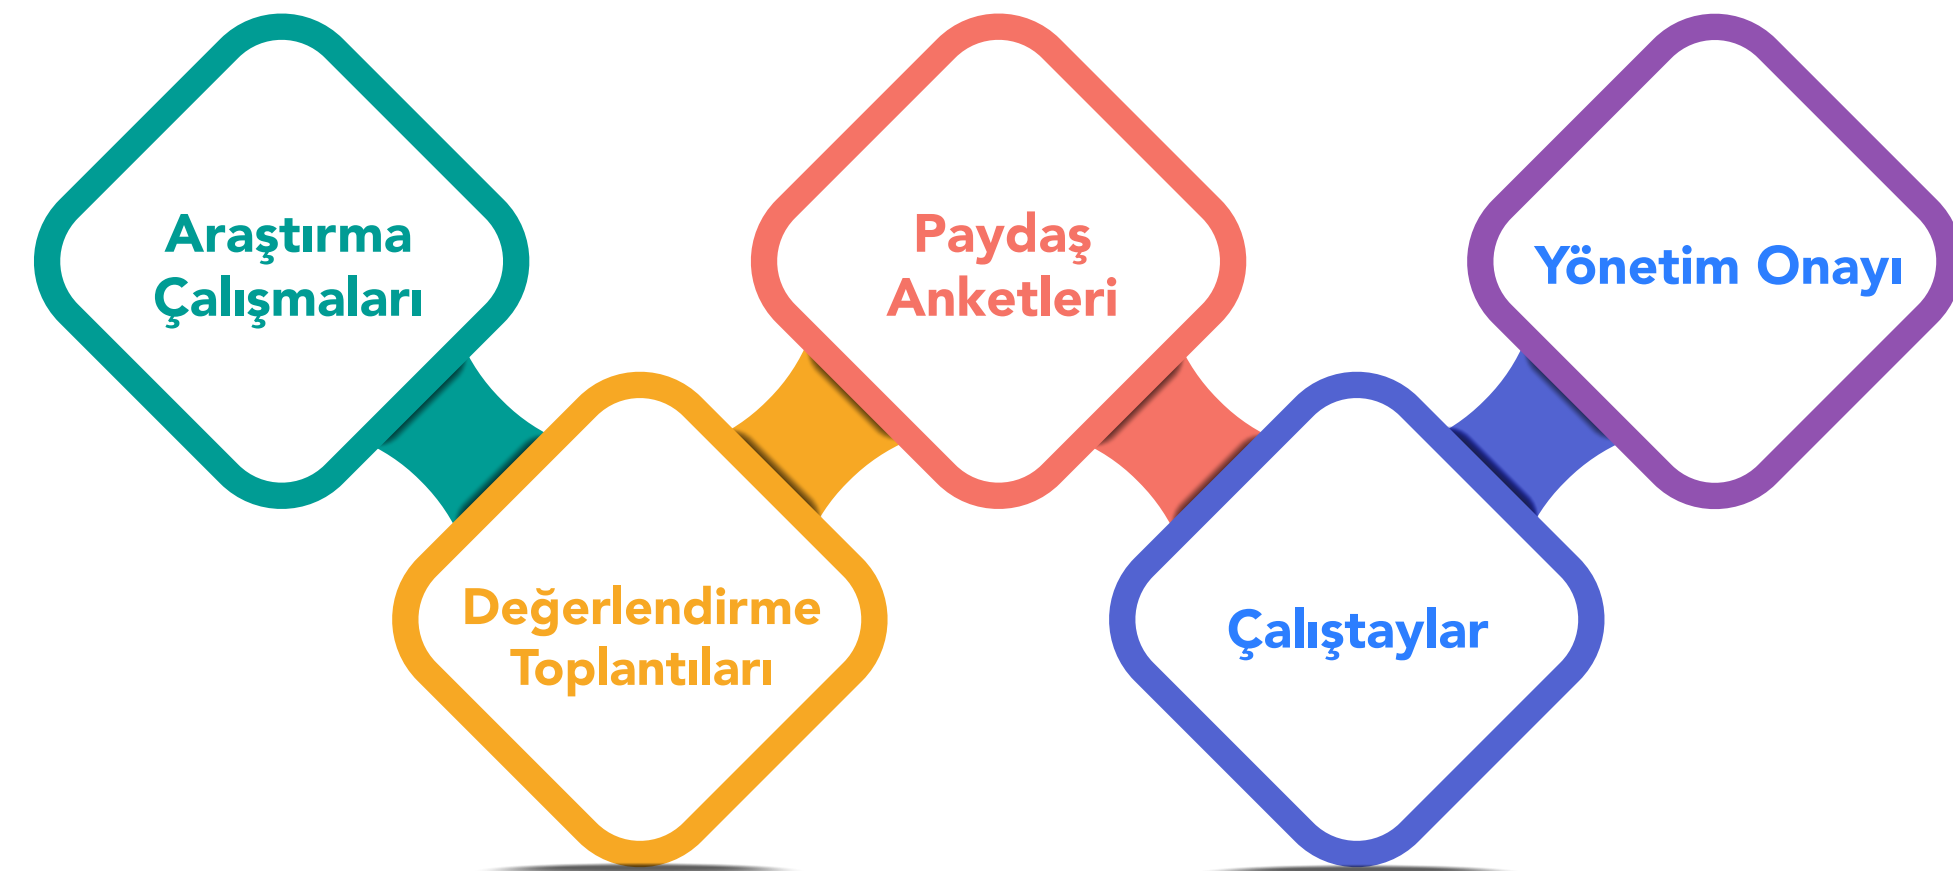 Araştırma
Çalışmaları
Değerlendirme
Toplantıları
Paydaş
Anketleri
Çalıştaylar
Yönetim Onayı